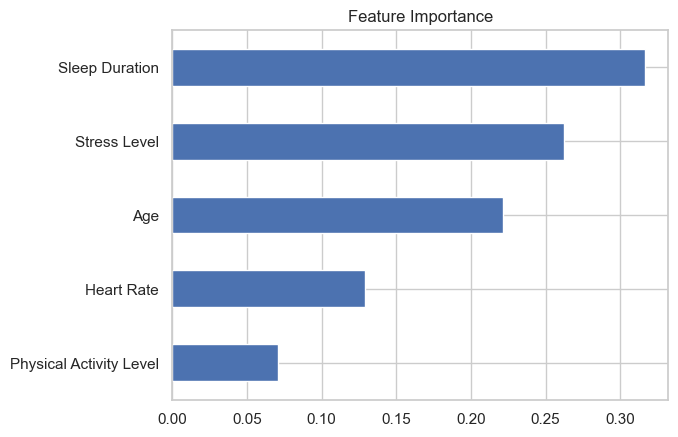 Feature Importance
Sleep Duration
Stress Level
Age
Heart Rate
Physical Activity Level
0.00 0.05 0.10 0.15 0.20 0.25 0.30